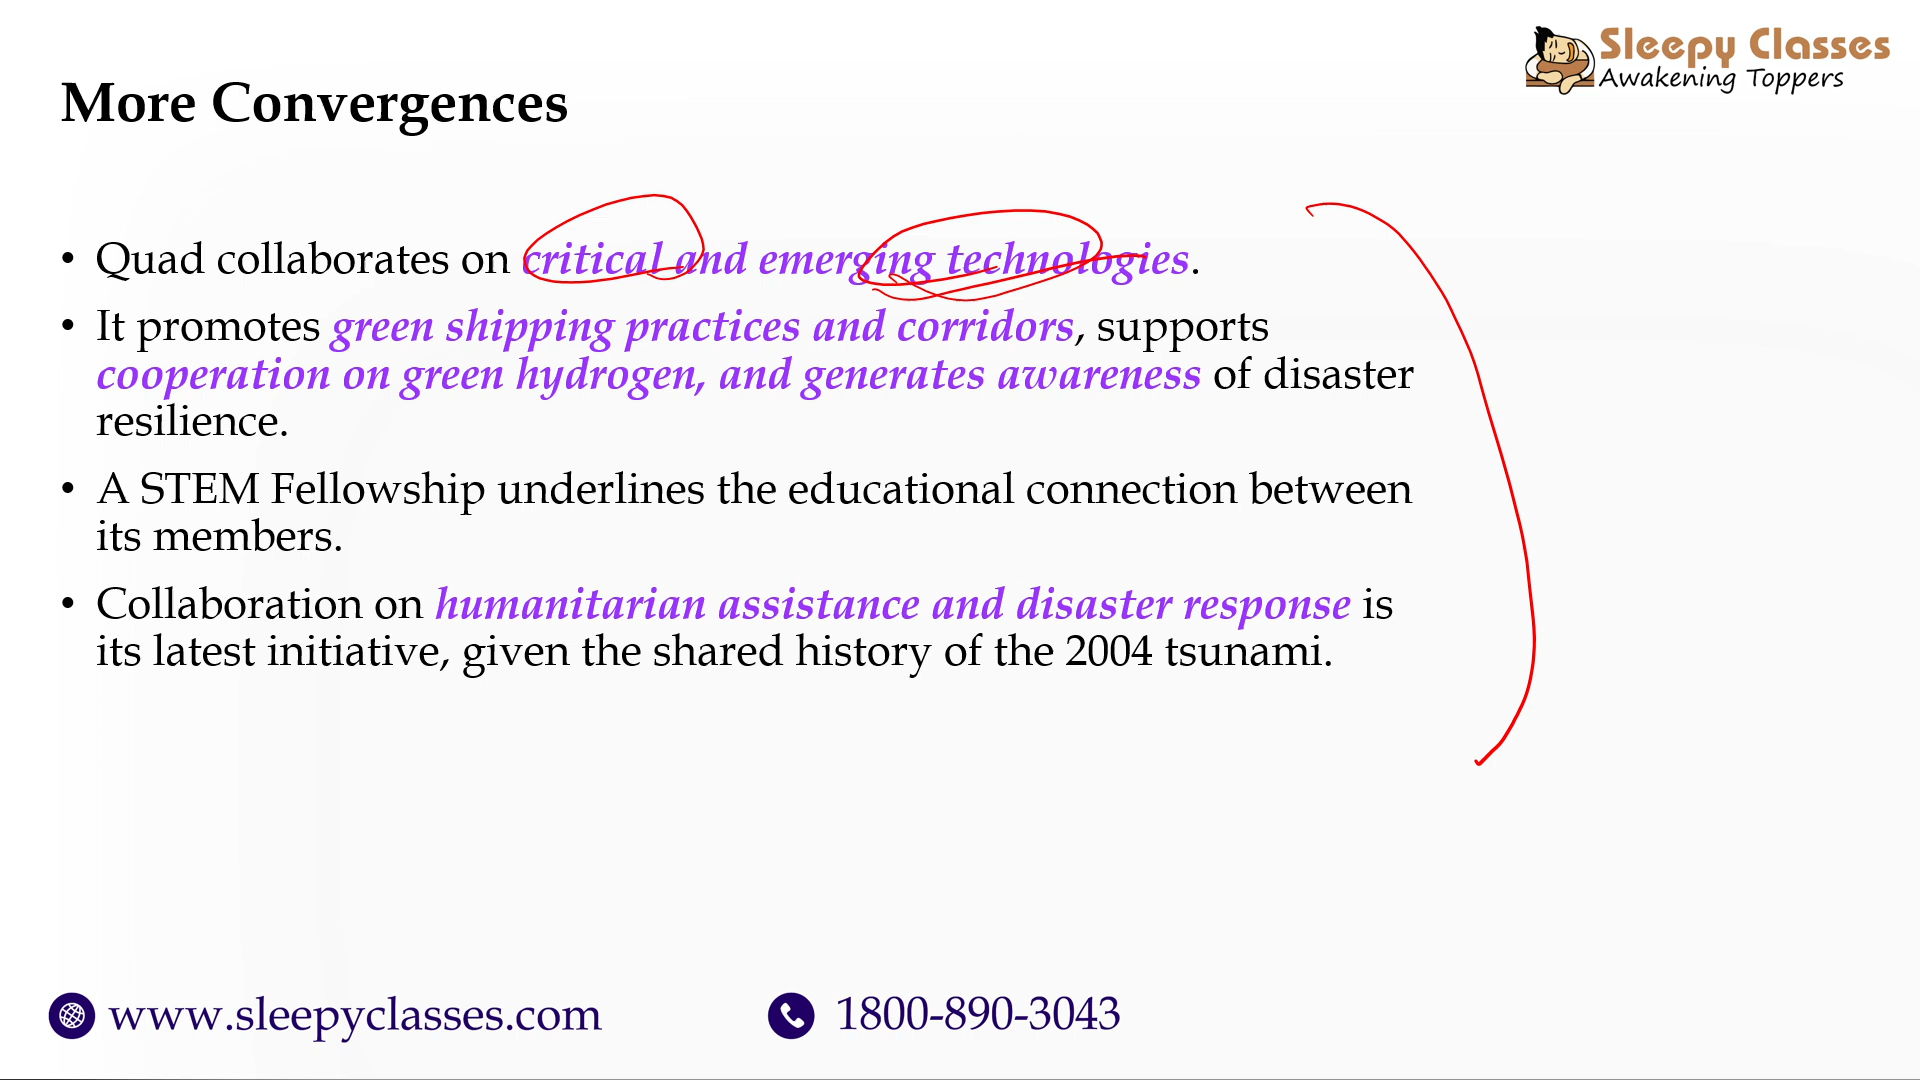 Sleepy Classes
Awakening Toppers
More Convergences
• Quad collaborates on critical and emerging technologies.
• It promotes green shipping practices and corridors, supports
cooperation on green hydrogen, and generates awareness of disaster
resilience.
• A STEM Fellowship underlines the educational connection between
its members.
• Collaboration on humanitarian assistance and disaster response is
its latest initiative, given the shared history of the 2004 tsunami.
www.sleepyclasses.com
1800-890-3043